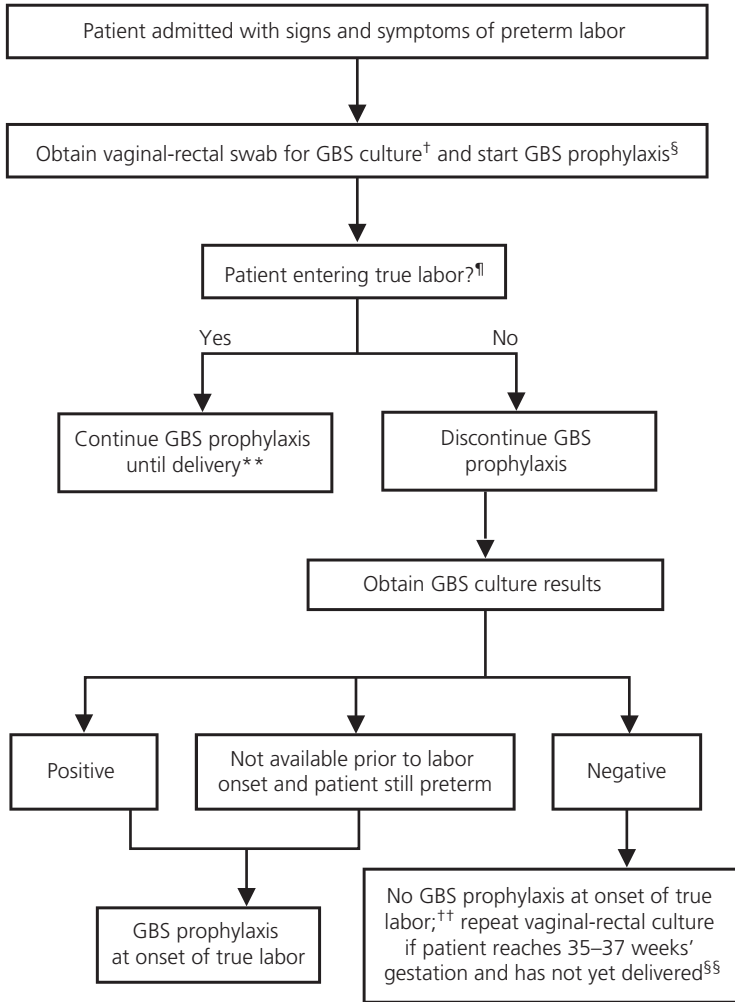 Patient admitted with signs and symptoms of preterm labor
Obtain vaginal-rectal swab for GBS culture† and start GBS prophylaxis§
Patient entering true labor?¶
Yes
No
Continue GBS prophylaxis
until delivery**
Discontinue GBS
prophylaxis
Obtain GBS culture results
Positive
Not available prior to labor
onset and patient still preterm
Negative
GBS prophylaxis
at onset of true labor
No GBS prophylaxis at onset of true
labor;†† repeat vaginal-rectal culture
if patient reaches 35–37 weeks’
gestation and has not yet delivered§§